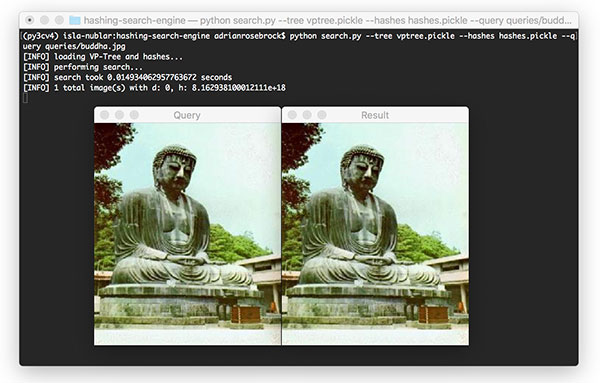 hashing-search-engine — python search.py --tree vptree.pickle --hashes hashes.pickle --query queries/budd...
(py3cv4) isla-nublar:hashing-search-engine adrianrosebrock$ python search.py --tree vptree.pickle --hashes hashes.pickle --q
uery queries/buddha.jpg
[INFO] loading VP-Tree and hashes...
[INFO] performing search...
[INFO] search took 0.014934062957763672 seconds
[INFO] 1 total image(s) with d: 0, h: 8.162938100012111e+18
Query
Result